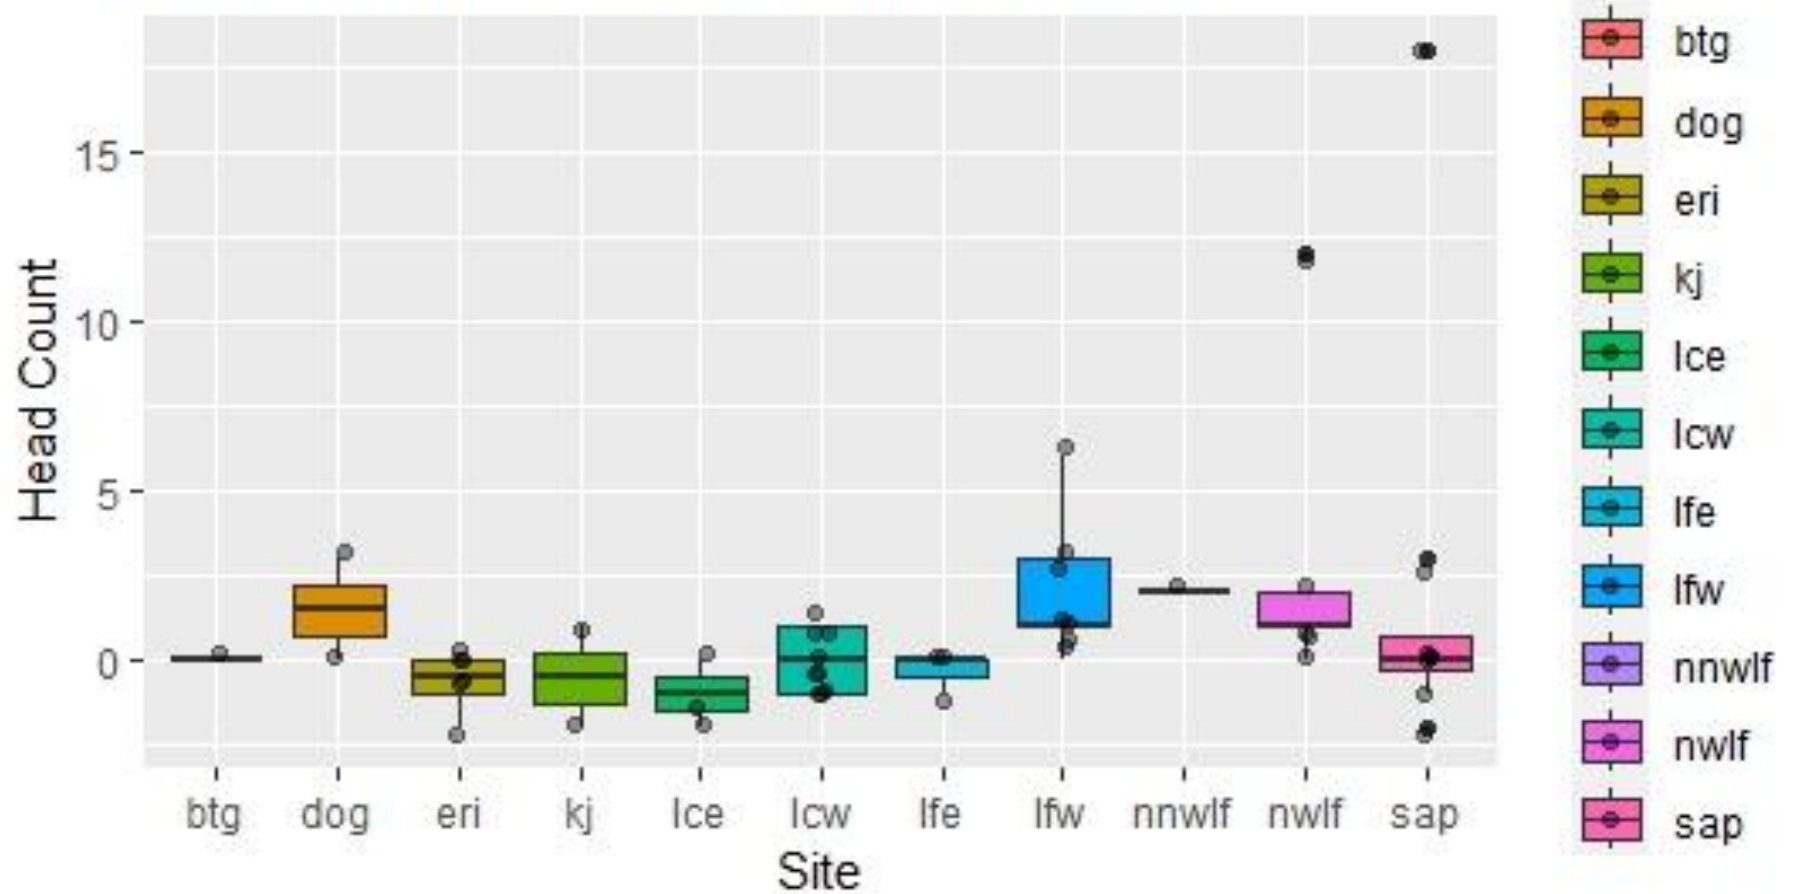 Head Count
15
10
5
0
btg dog eri kj lce lcw lfe lfw nnwlf nwlf sap
Site
btg
dog
eri
kj
lce
lcw
lfe
lfw
nnwlf
nwlf
sap